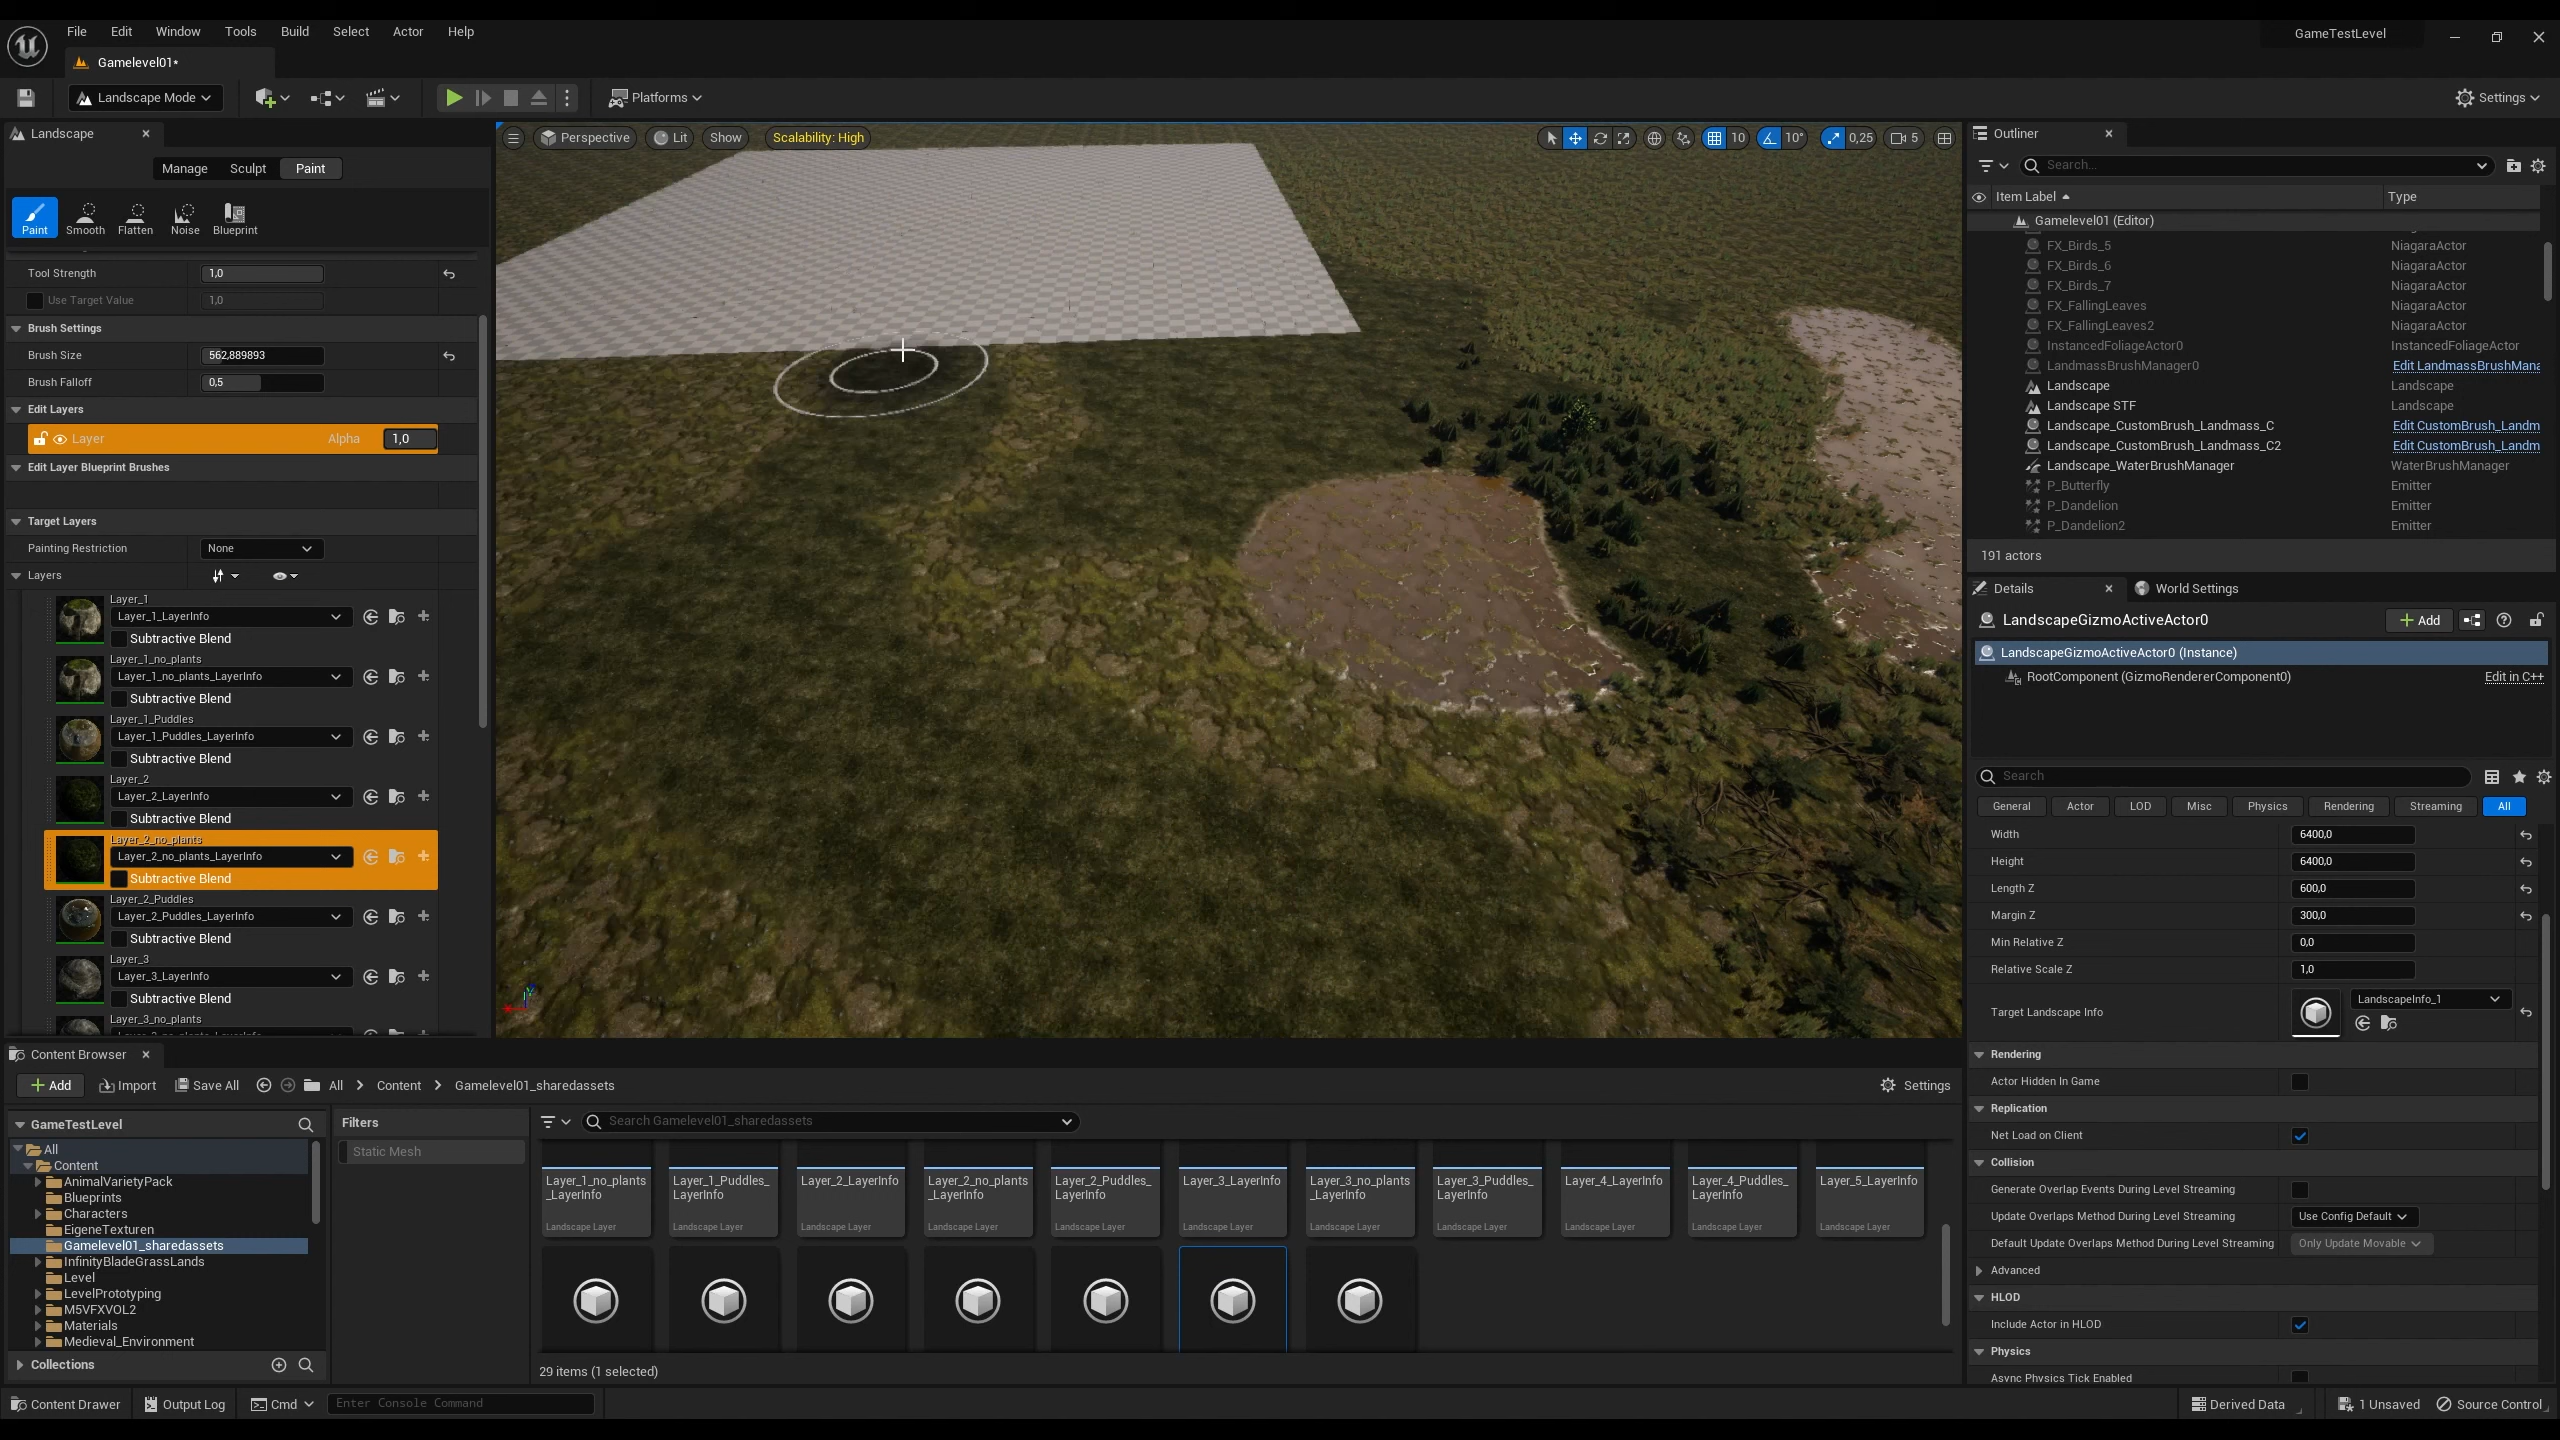 File Edit Window Tools Build Select Actor Help
GameTestLevel
Gamelevel01*
Landscape Mode
Platforms
Settings
Landscape
Manage Sculpt Paint
Paint Smooth Flatten Noise Blueprint
Tool Strength 1,0
Use Target Value 1,0
Brush Settings
Brush Size 562,889893
Brush Falloff 0,5
Edit Layers
Layer Alpha 1,0
Edit Layer Blueprint Brushes
Target Layers
Painting Restriction None
Layers
Layer_1
Layer_1_LayerInfo
Subtractive Blend
Layer_1_no_plants
Layer_1_no_plants_LayerInfo
Subtractive Blend
Layer_1_Puddles
Layer_1_Puddles_LayerInfo
Subtractive Blend
Layer_2
Layer_2_LayerInfo
Subtractive Blend
Layer_2_no_plants
Layer_2_no_plants_LayerInfo
Subtractive Blend
Layer_2_Puddles
Layer_2_Puddles_LayerInfo
Subtractive Blend
Layer_3
Layer_3_LayerInfo
Subtractive Blend
Layer_3_no_plants
Perspective Lit Show Scalability: High
10 10° 0,25 5
Outliner
Search...
Item Label Type
Gamelevel01 (Editor)
FX_Birds_5 NiagaraActor
FX_Birds_6 NiagaraActor
FX_Birds_7 NiagaraActor
FX_FallingLeaves NiagaraActor
FX_FallingLeaves2 NiagaraActor
InstancedFoliageActor0 InstancedFoliageActor
LandmassBrushManager0 Edit LandmassBrushMana
Landscape Landscape
Landscape STF Landscape
Landscape_CustomBrush_Landmass_C Edit CustomBrush_Landm
Landscape_CustomBrush_Landmass_C2 Edit CustomBrush_Landm
Landscape_WaterBrushManager WaterBrushManager
P_Butterfly Emitter
P_Dandelion Emitter
P_Dandelion2 Emitter
191 actors
Details World Settings
LandscapeGizmoActiveActor0 Add
LandscapeGizmoActiveActor0 (Instance)
RootComponent (GizmoRendererComponent0) Edit in C++
Search
General Actor LOD Misc Physics Rendering Streaming All
Width 6400,0
Height 6400,0
Length Z 600,0
Margin Z 300,0
Min Relative Z 0,0
Relative Scale Z 1,0
Target Landscape Info LandscapeInfo_1
Rendering
Actor Hidden In Game
Replication
Net Load on Client
Collision
Generate Overlap Events During Level Streaming
Update Overlaps Method During Level Streaming Use Config Default
Default Update Overlaps Method During Level Streaming Only Update Movable
Advanced
HLOD
Include Actor in HLOD
Physics
Async Physics Tick Enabled
Content Browser
Add Import Save All All Content Gamelevel01_sharedassets Settings
GameTestLevel
All
Content
AnimalVarietyPack
Blueprints
Characters
EigeneTexturen
Gamelevel01_sharedassets
InfinityBladeGrassLands
Level
LevelPrototyping
M5VFXVOL2
Materials
Medieval_Environment
Collections
Filters
Static Mesh
Search Gamelevel01_sharedassets
Layer_1_no_plants Layer_1_Puddles_ Layer_2_LayerInfo Layer_2_no_plants Layer_2_Puddles_ Layer_3_LayerInfo Layer_3_no_plants Layer_3_Puddles_ Layer_4_LayerInfo Layer_4_Puddles_ Layer_5_LayerInfo
_LayerInfo LayerInfo _LayerInfo LayerInfo _LayerInfo LayerInfo LayerInfo
Landscape Layer Landscape Layer Landscape Layer Landscape Layer Landscape Layer Landscape Layer Landscape Layer Landscape Layer Landscape Layer Landscape Layer Landscape Layer
29 items (1 selected)
Content Drawer Output Log Cmd Enter Console Command Derived Data 1 Unsaved Source Control